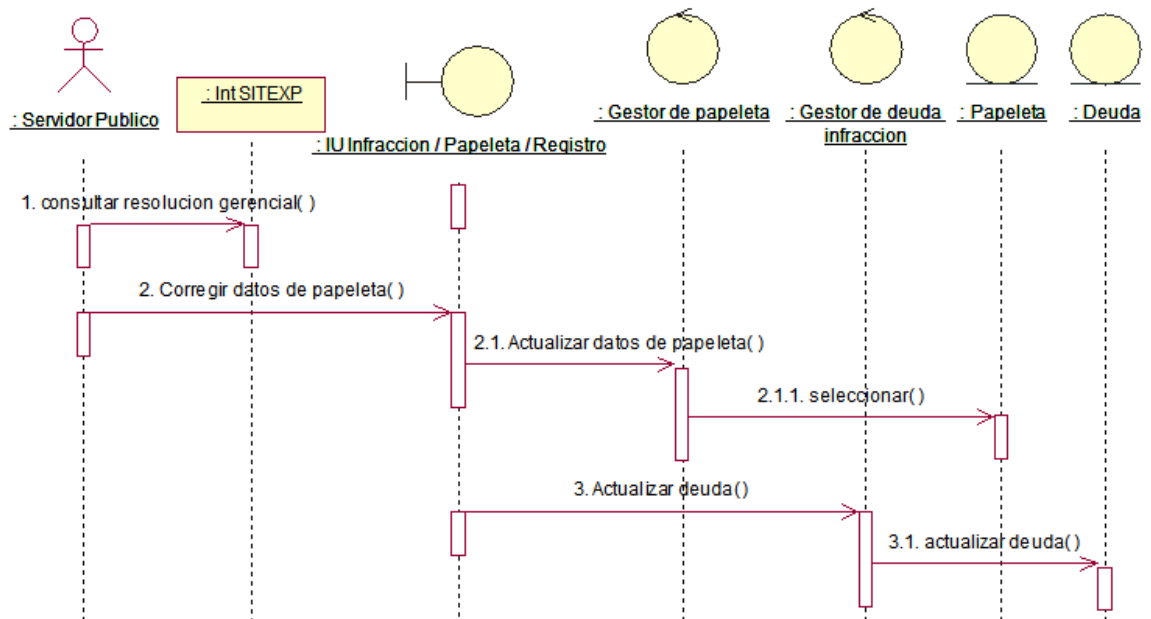 : Servidor Publico
: Int SITEXP
: IU Infraccion / Papeleta / Registro
: Gestor de papeleta
: Gestor de deuda
infraccion
: Papeleta
: Deuda
1. consultar resolucion gerencial( )
2. Corregir datos de papeleta( )
2.1. Actualizar datos de papeleta( )
2.1.1. seleccionar( )
3. Actualizar deuda( )
3.1. actualizar deuda( )